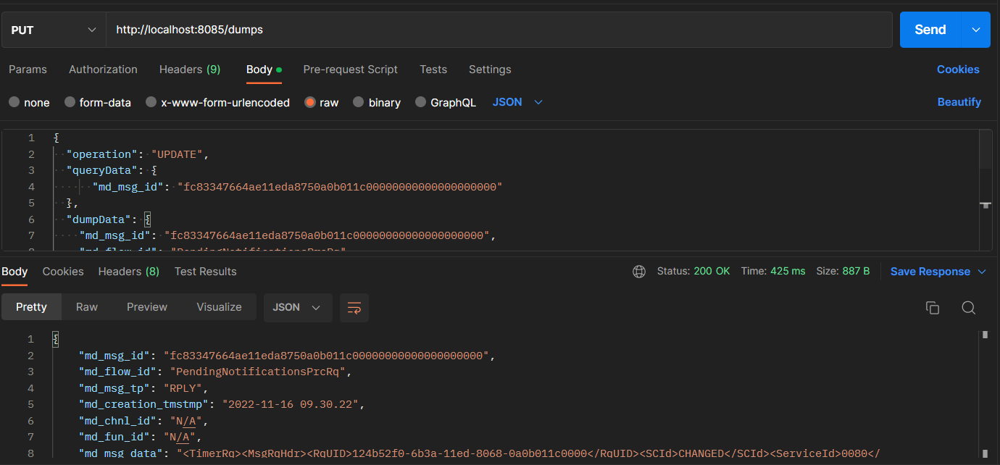 PUT http://localhost:8085/dumps Send
Params Authorization Headers (9) Body Pre-request Script Tests Settings Cookies
none form-data x-www-form-urlencoded raw binary GraphQL JSON Beautify
1 {
2 "operation": "UPDATE",
3 "queryData": {
4 "md_msg_id": "fc83347664ae11eda8750a0b011c00000000000000000000"
5 },
6 "dumpData": {
7 "md_msg_id": "fc83347664ae11eda8750a0b011c00000000000000000000",
8 "md_flow_id": "PendingNotificationsPrcRq",
Body Cookies Headers (8) Test Results Status: 200 OK Time: 425 ms Size: 887 B Save Response
Pretty Raw Preview Visualize JSON
1 {
2 "md_msg_id": "fc83347664ae11eda8750a0b011c00000000000000000000",
3 "md_flow_id": "PendingNotificationsPrcRq",
4 "md_msg_tp": "RPLY",
5 "md_creation_tmstmp": "2022-11-16 09.30.22",
6 "md_chnl_id": "N/A",
7 "md_fun_id": "N/A",
8 "md_msg_data": "<TimerRq><MsgRqHdr><RqUID>124b52f0-6b3a-11ed-8068-0a0b011c0000</RqUID><SCId>CHANGED</SCId><ServiceId>0080</